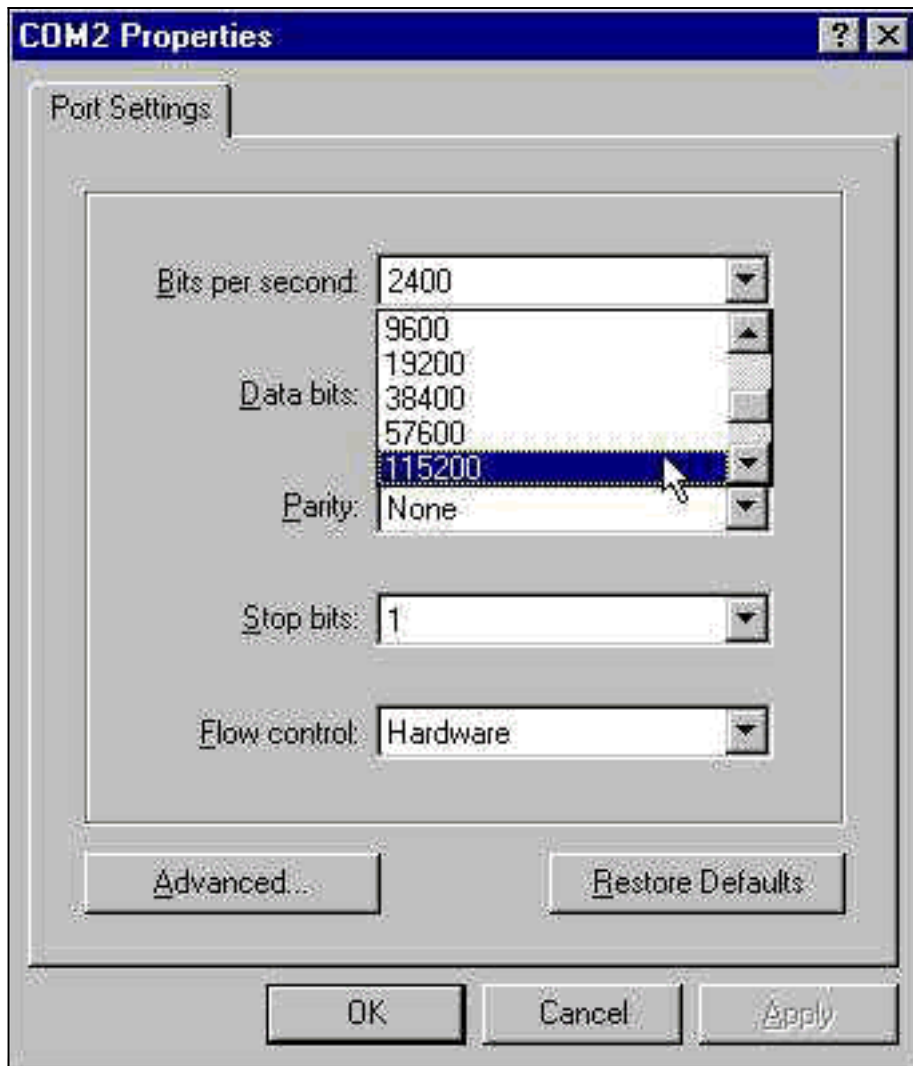 COM2 Properties
Port Settings
Bits per second: 2400
9600
19200
38400
57600
115200
Data bits:
Parity: None
Stop bits: 1
Flow control: Hardware
Advanced...
Restore Defaults
OK
Cancel
Apply